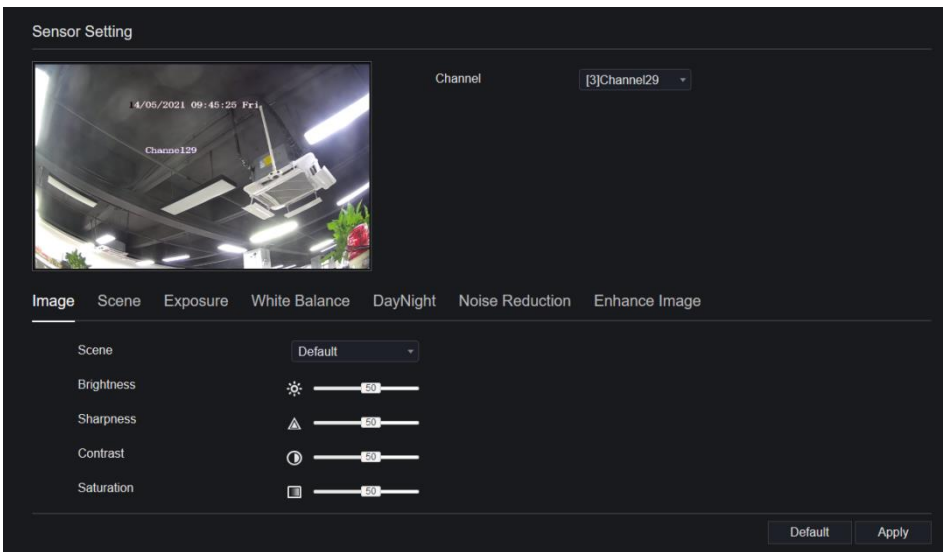 Sensor Setting
14/05/2021 09:45:25 Fri.
Channel29
Channel
[3]Channel29
Image Scene Exposure White Balance DayNight Noise Reduction Enhance Image
Scene
Default
Brightness
50
Sharpness
50
Contrast
50
Saturation
50
Default Apply